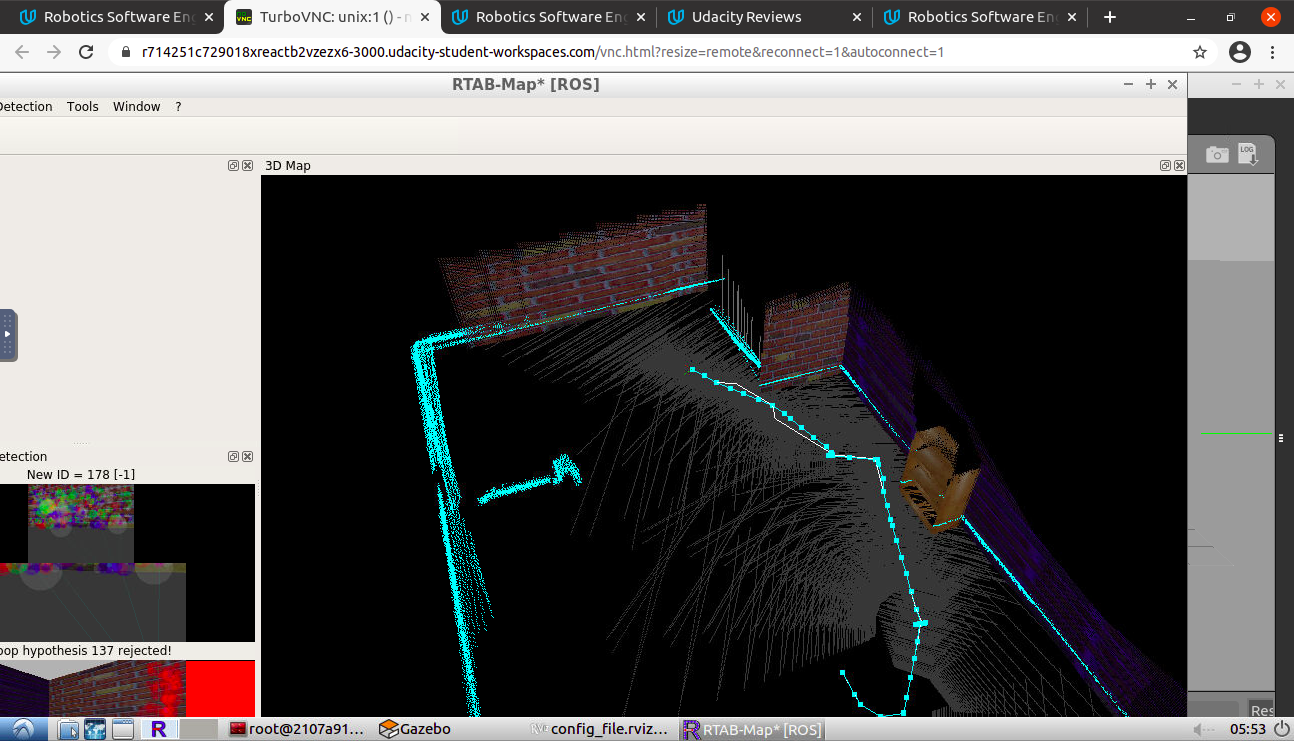 Robotics Software En
TurboVNC: unix:1 () - n
Robotics Software En
Udacity Reviews
Robotics Software En
r714251c729018xreactb2vzezx6-3000.udacity-student-workspaces.com/vnc.html?resize=remote&reconnect=1&autoconnect=1
RTAB-Map* [ROS]
Detection Tools Window ?
LOG
3D Map
etection
New ID = 178 [-1]
oop hypothesis 137 rejected!
Res
root@2107a91... Gazebo config_file.rviz... RTAB-Map* [ROS] 05:53